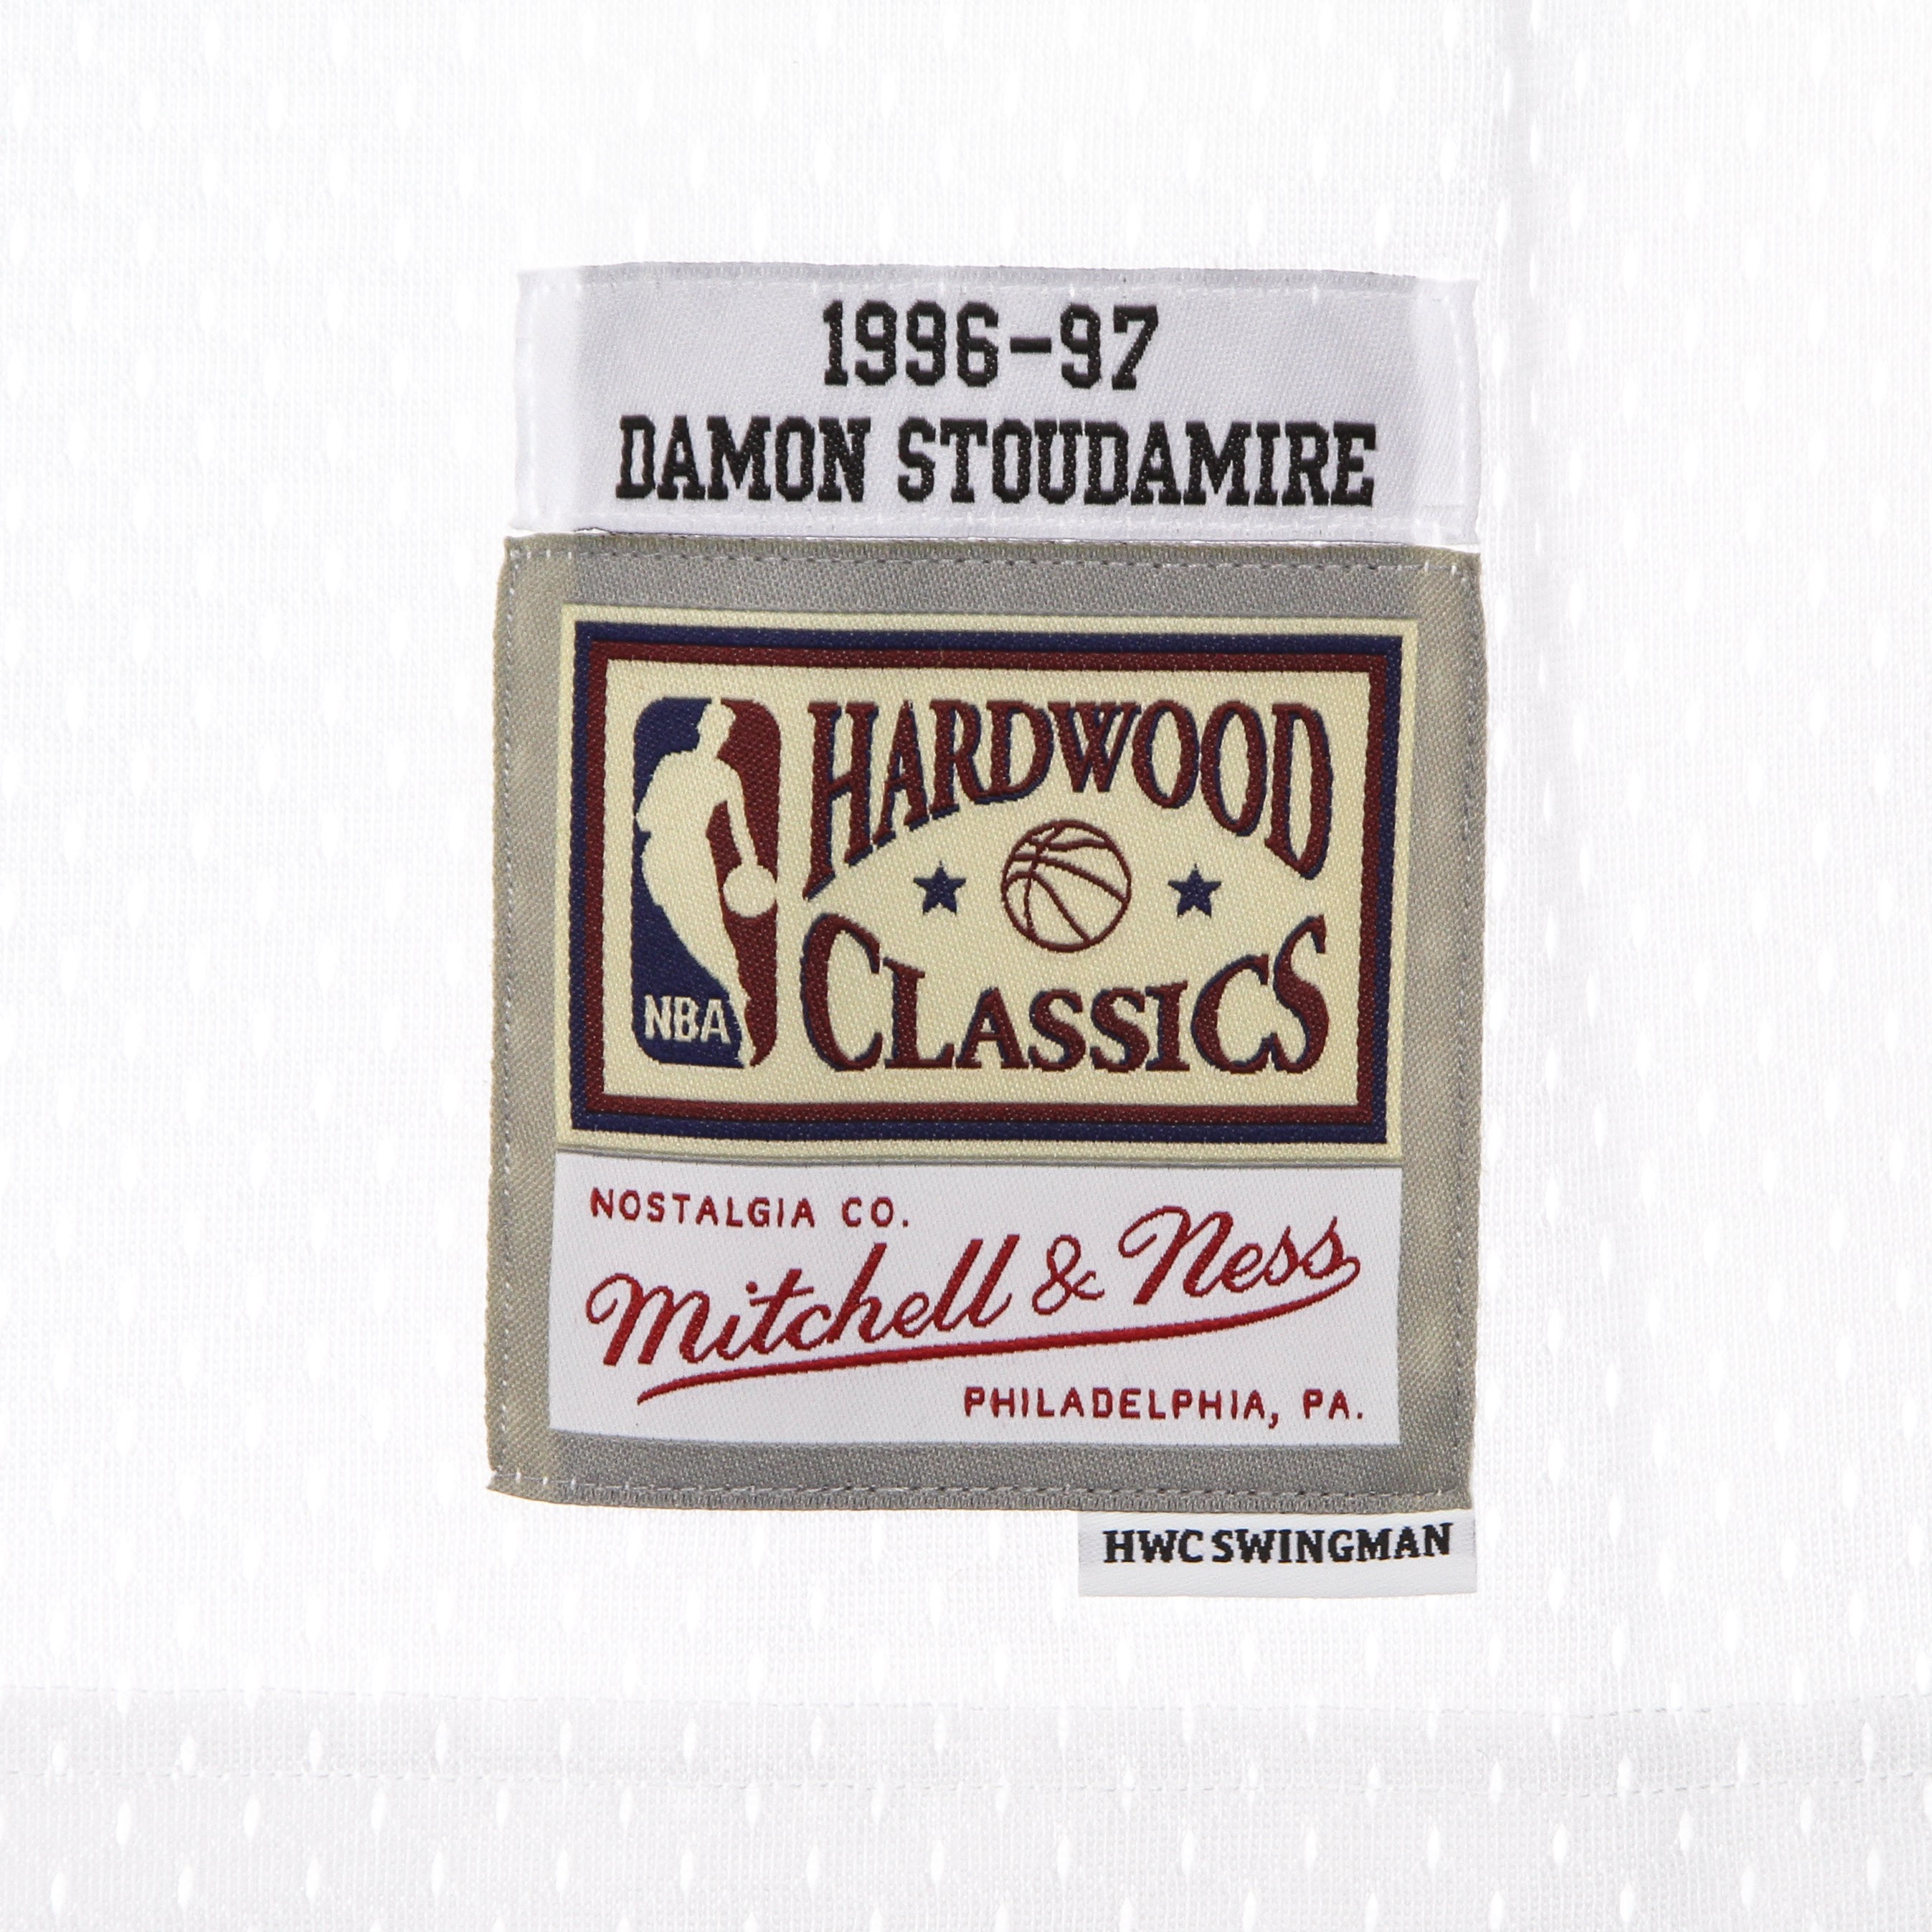 1996-97
DAMON STOUDAMIRE
HARDWOOD
CLASSICS
NBA
NOSTALGIA CO.
Mitchell & Ness
PHILADELPHIA, PA.
HWC SWINGMAN